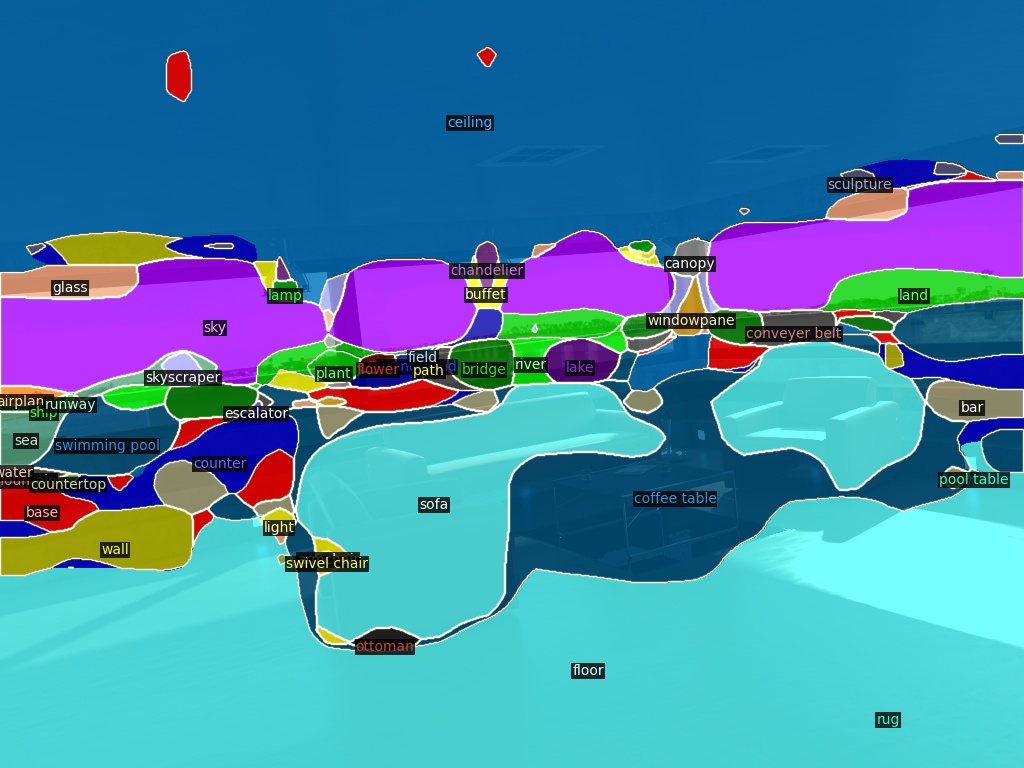 ceiling
sculpture
canopy
chandelier
glass
lamp
buffet
land
windowpane
sky
conveyer belt
field
skyscraper
plant
flower
path
bridge
river
lake
runway
ship
escalator
bar
sea
swimming pool
counter
water
countertop
pool table
coffee table
sofa
base
light
wall
swivel chair
ottoman
floor
rug